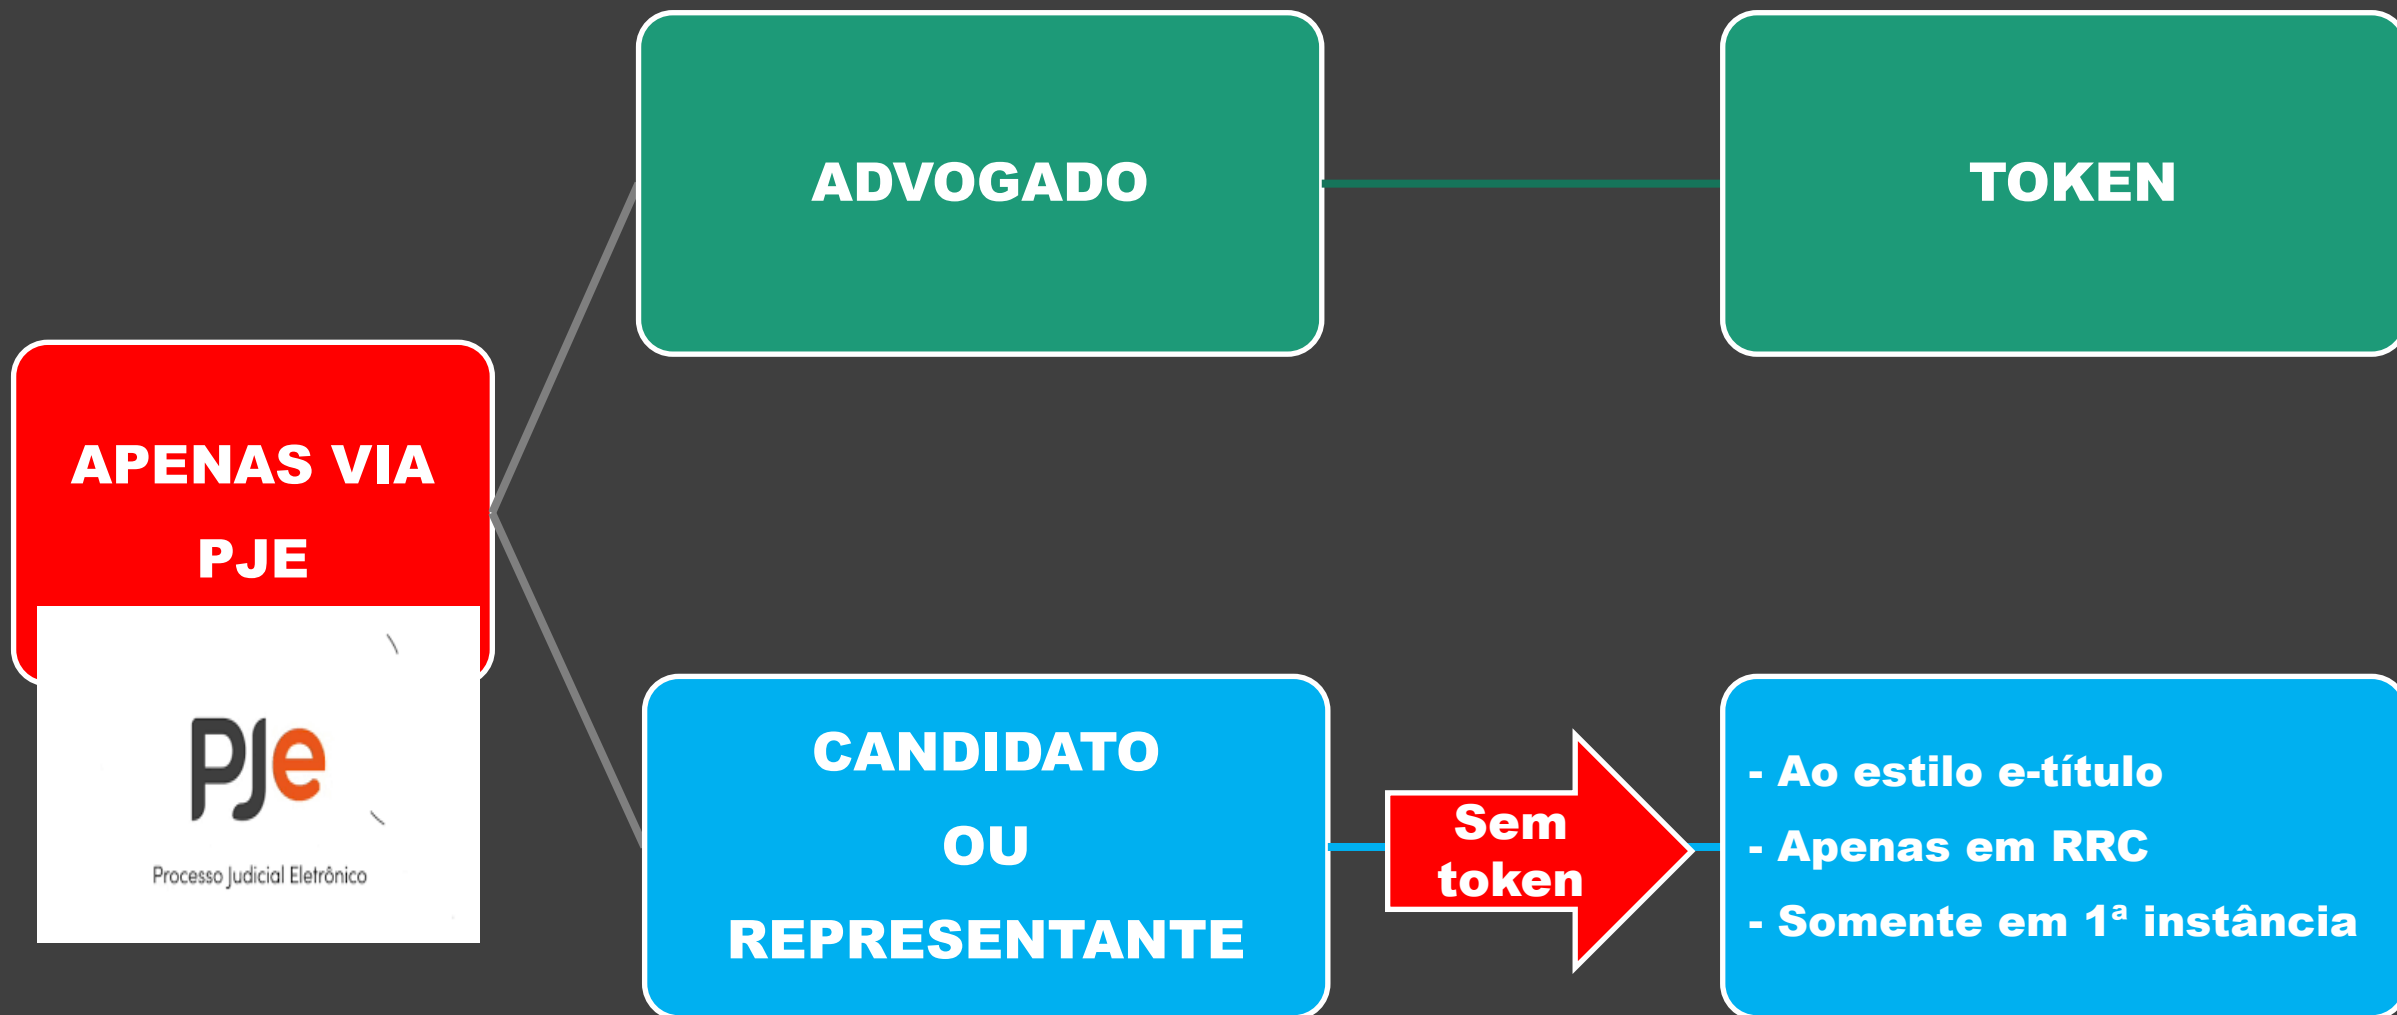 APENAS VIA
PJE
PJe
Processo Judicial Eletrônico
ADVOGADO
TOKEN
CANDIDATO
OU
REPRESENTANTE
Sem
token
- Ao estilo e-título
- Apenas em RRC
- Somente em 1ª instância